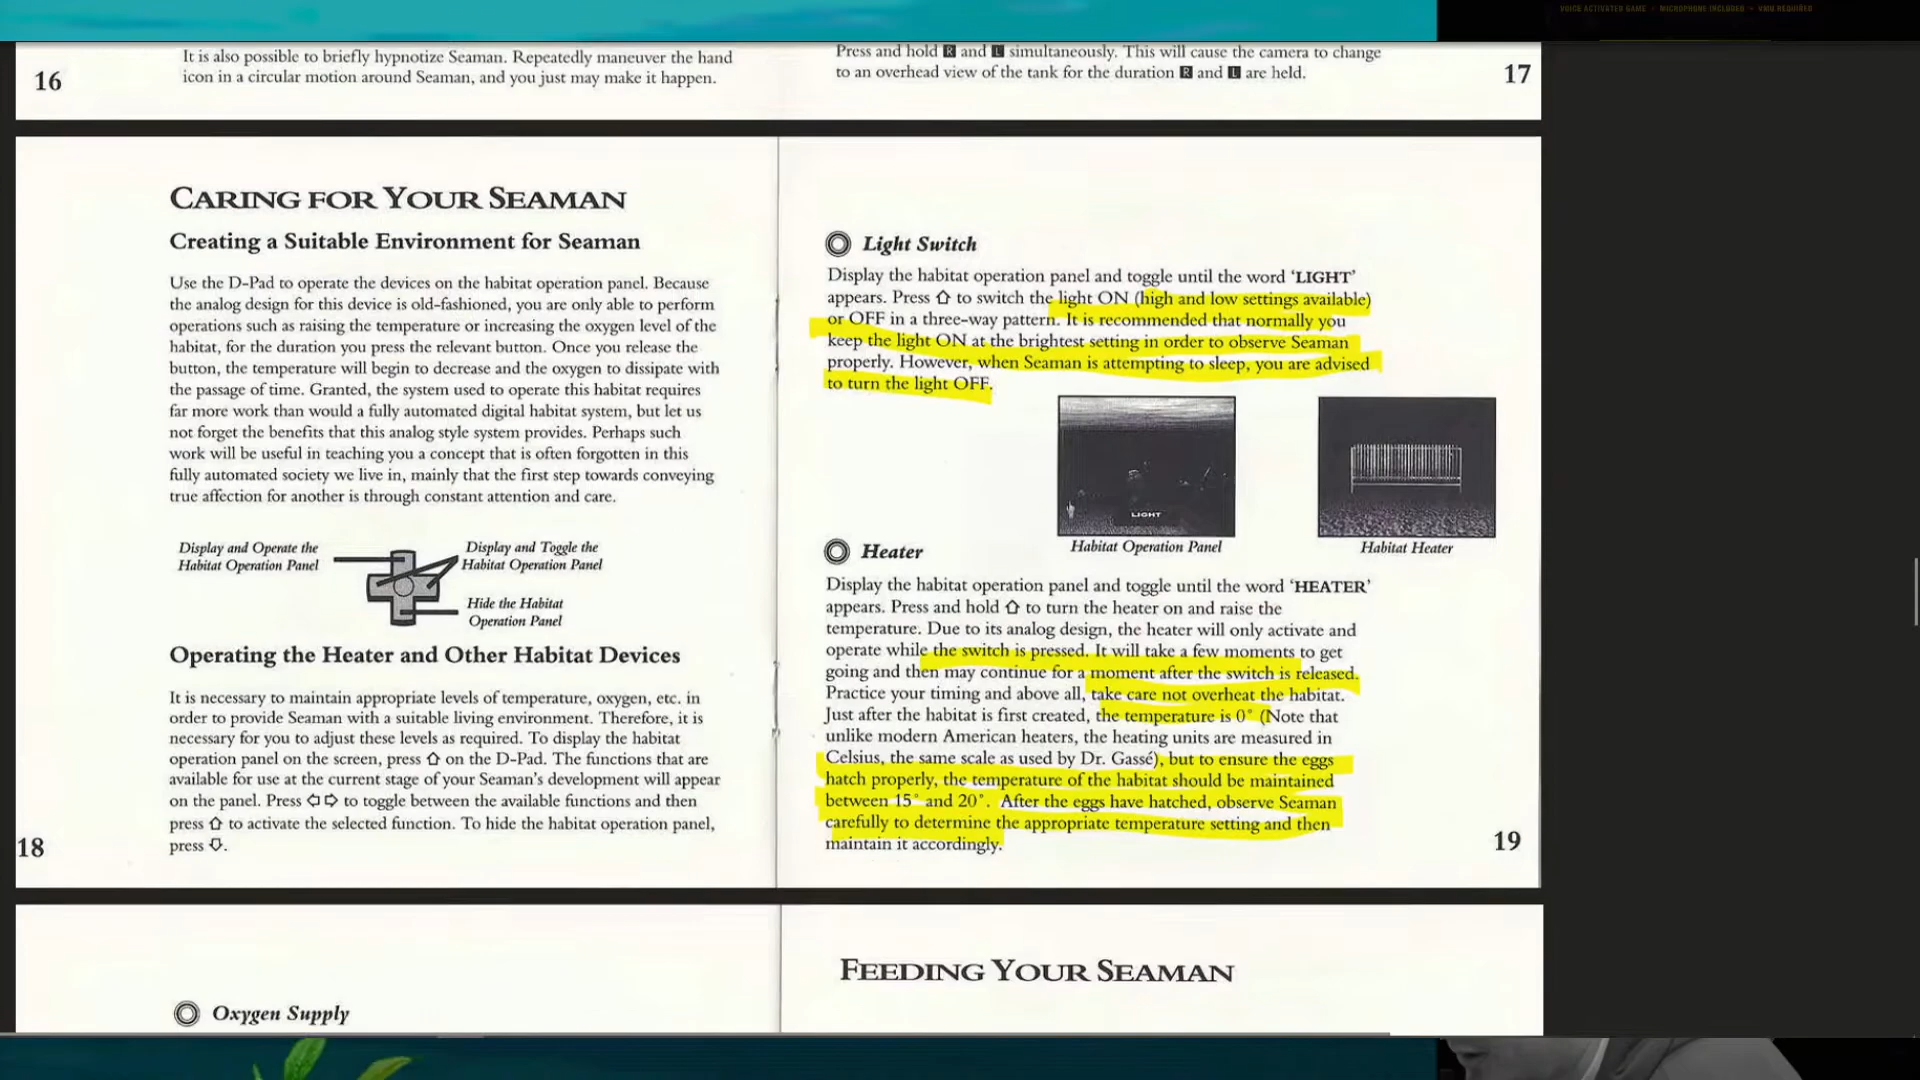 VOICE ACTIVATED GAME • MICROPHONE INCLUDED • VMU REQUIRED
It is also possible to briefly hypnotize Seaman. Repeatedly maneuver the hand
icon in a circular motion around Seaman, and you just may make it happen.
16
Press and hold R and L simultaneously. This will cause the camera to change
to an overhead view of the tank for the duration R and L are held.
17
CARING FOR YOUR SEAMAN
Creating a Suitable Environment for Seaman
Use the D-Pad to operate the devices on the habitat operation panel. Because
the analog design for this device is old-fashioned, you are only able to perform
operations such as raising the temperature or increasing the oxygen level of the
habitat, for the duration you press the relevant button. Once you release the
button, the temperature will begin to decrease and the oxygen to dissipate with
the passage of time. Granted, the system used to operate this habitat requires
far more work than would a fully automated digital habitat system, but let us
not forget the benefits that this analog style system provides. Perhaps such
work will be useful in teaching you a concept that is often forgotten in this
fully automated society we live in, mainly that the first step towards conveying
true affection for another is through constant attention and care.
Display and Operate the
Habitat Operation Panel
Display and Toggle the
Habitat Operation Panel
Hide the Habitat
Operation Panel
Operating the Heater and Other Habitat Devices
It is necessary to maintain appropriate levels of temperature, oxygen, etc. in
order to provide Seaman with a suitable living environment. Therefore, it is
necessary for you to adjust these levels as required. To display the habitat
operation panel on the screen, press ⇧ on the D-Pad. The functions that are
available for use at the current stage of your Seaman's development will appear
on the panel. Press ⇦ ⇨ to toggle between the available functions and then
press ⇧ to activate the selected function. To hide the habitat operation panel,
press ⇩.
18
Light Switch
Display the habitat operation panel and toggle until the word ‘LIGHT’
appears. Press ⇧ to switch the light ON (high and low settings available)
or OFF in a three-way pattern. It is recommended that normally you
keep the light ON at the brightest setting in order to observe Seaman
properly. However, when Seaman is attempting to sleep, you are advised
to turn the light OFF.
LIGHT
Habitat Operation Panel
Habitat Heater
Heater
Display the habitat operation panel and toggle until the word ‘HEATER’
appears. Press and hold ⇧ to turn the heater on and raise the
temperature. Due to its analog design, the heater will only activate and
operate while the switch is pressed. It will take a few moments to get
going and then may continue for a moment after the switch is released.
Practice your timing and above all, take care not overheat the habitat.
Just after the habitat is first created, the temperature is 0° (Note that
unlike modern American heaters, the heating units are measured in
Celsius, the same scale as used by Dr. Gassé), but to ensure the eggs
hatch properly, the temperature of the habitat should be maintained
between 15° and 20°. After the eggs have hatched, observe Seaman
carefully to determine the appropriate temperature setting and then
maintain it accordingly.
19
Oxygen Supply
FEEDING YOUR SEAMAN